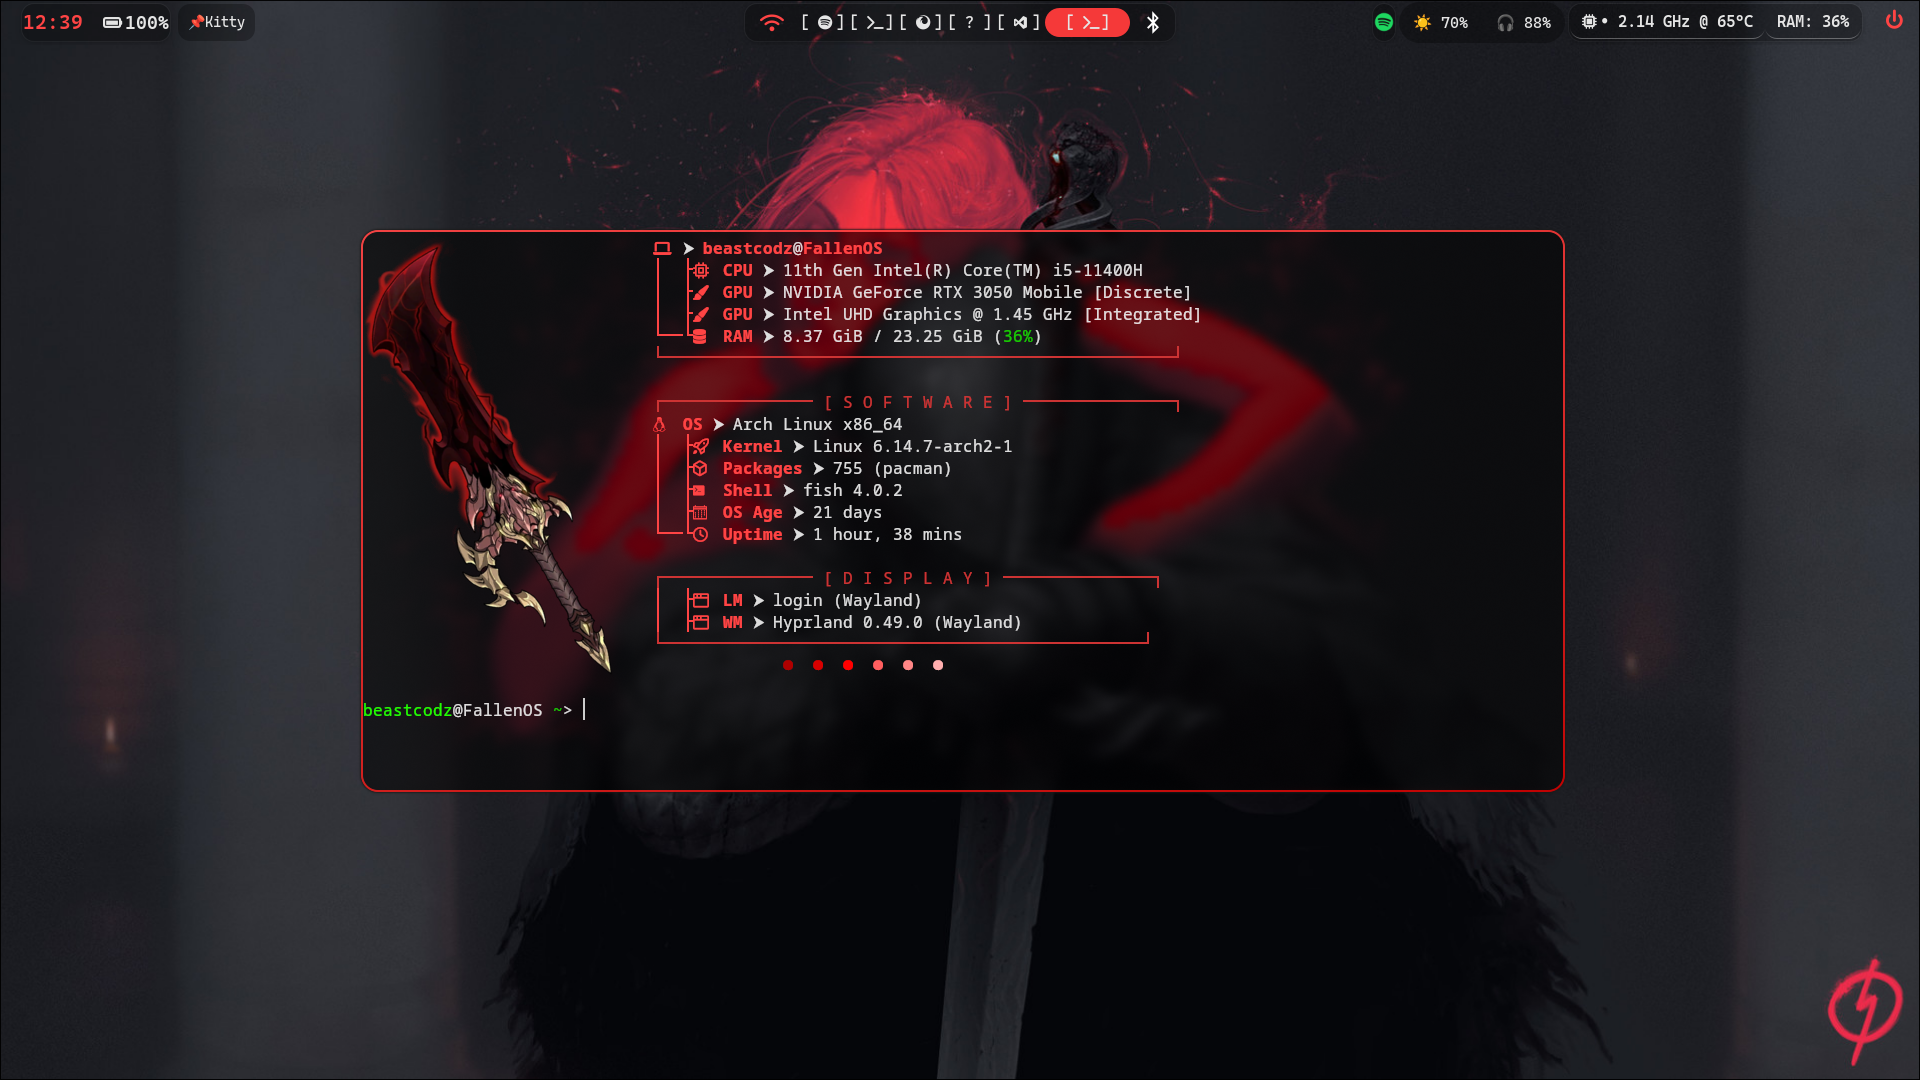 12:39 100% 📌Kitty [ ][ >_][ ][ ? ][ ] [ >_] 70% 88% • 2.14 GHz @ 65°C RAM: 36%
➤ beastcodz@FallenOS
CPU ➤ 11th Gen Intel(R) Core(TM) i5-11400H
GPU ➤ NVIDIA GeForce RTX 3050 Mobile [Discrete]
GPU ➤ Intel UHD Graphics @ 1.45 GHz [Integrated]
RAM ➤ 8.37 GiB / 23.25 GiB (36%)
[ S O F T W A R E ]
OS ➤ Arch Linux x86_64
Kernel ➤ Linux 6.14.7-arch2-1
Packages ➤ 755 (pacman)
Shell ➤ fish 4.0.2
OS Age ➤ 21 days
Uptime ➤ 1 hour, 38 mins
[ D I S P L A Y ]
LM ➤ login (Wayland)
WM ➤ Hyprland 0.49.0 (Wayland)
beastcodz@FallenOS ~>